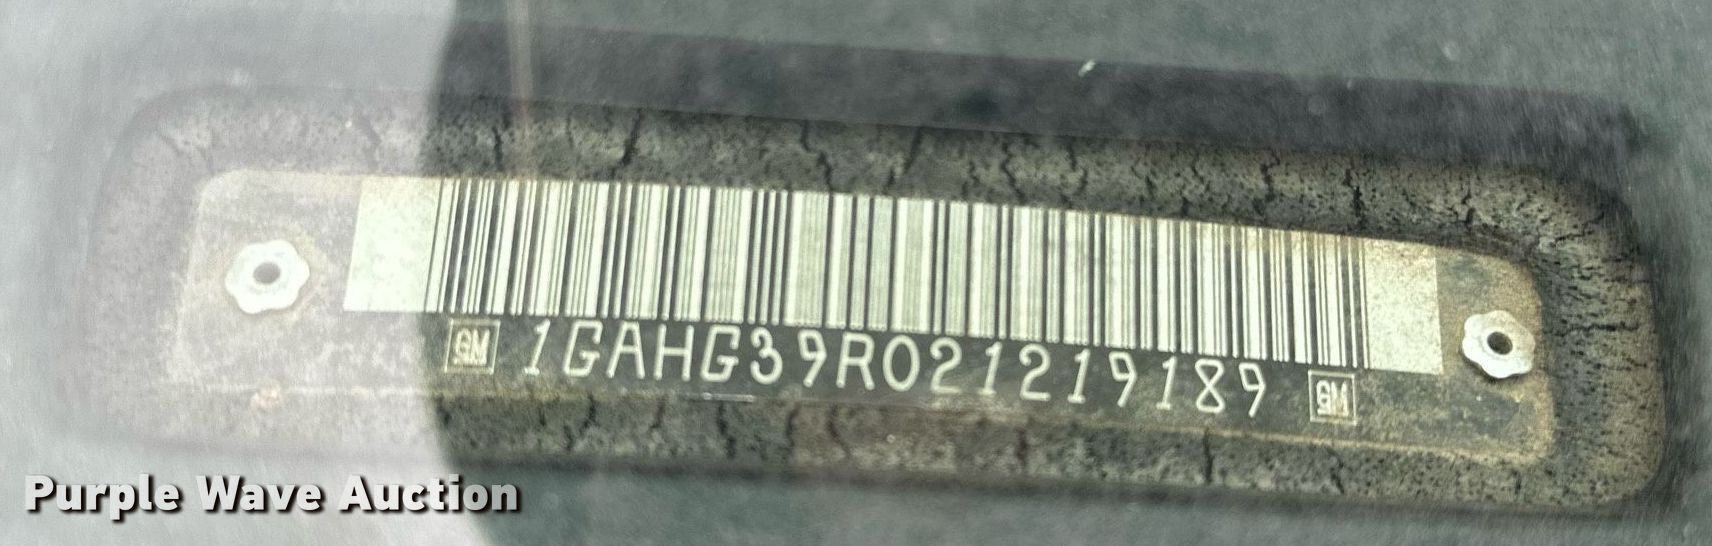 GM 1GAHG39R021219189 GM
Purple Wave Auction